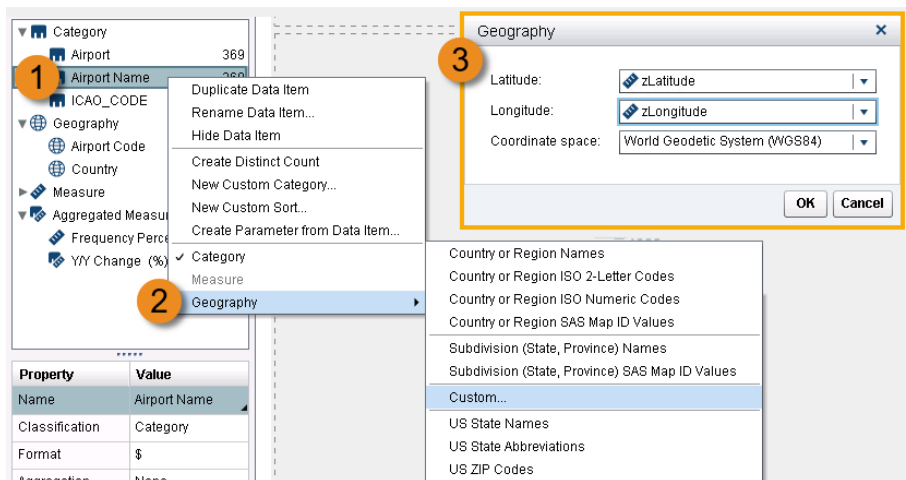 Category
Airport 369
1
Airport Name
ICAO_CODE
Geography
Airport Code
Country
Measure
Aggregated Measu
Frequency Perce
Y/Y Change (%)
Duplicate Data Item
Rename Data Item...
Hide Data Item
Create Distinct Count
New Custom Category...
New Custom Sort...
Create Parameter from Data Item...
Category
Measure
2
Geography
Country or Region Names
Country or Region ISO 2-Letter Codes
Country or Region ISO Numeric Codes
Country or Region SAS Map ID Values
Subdivision (State, Province) Names
Subdivision (State, Province) SAS Map ID Values
Custom...
US State Names
US State Abbreviations
US ZIP Codes
3
Geography
Latitude: zLatitude
Longitude: zLongitude
Coordinate space: World Geodetic System (WGS84)
OK Cancel
Property Value
Name Airport Name
Classification Category
Format $